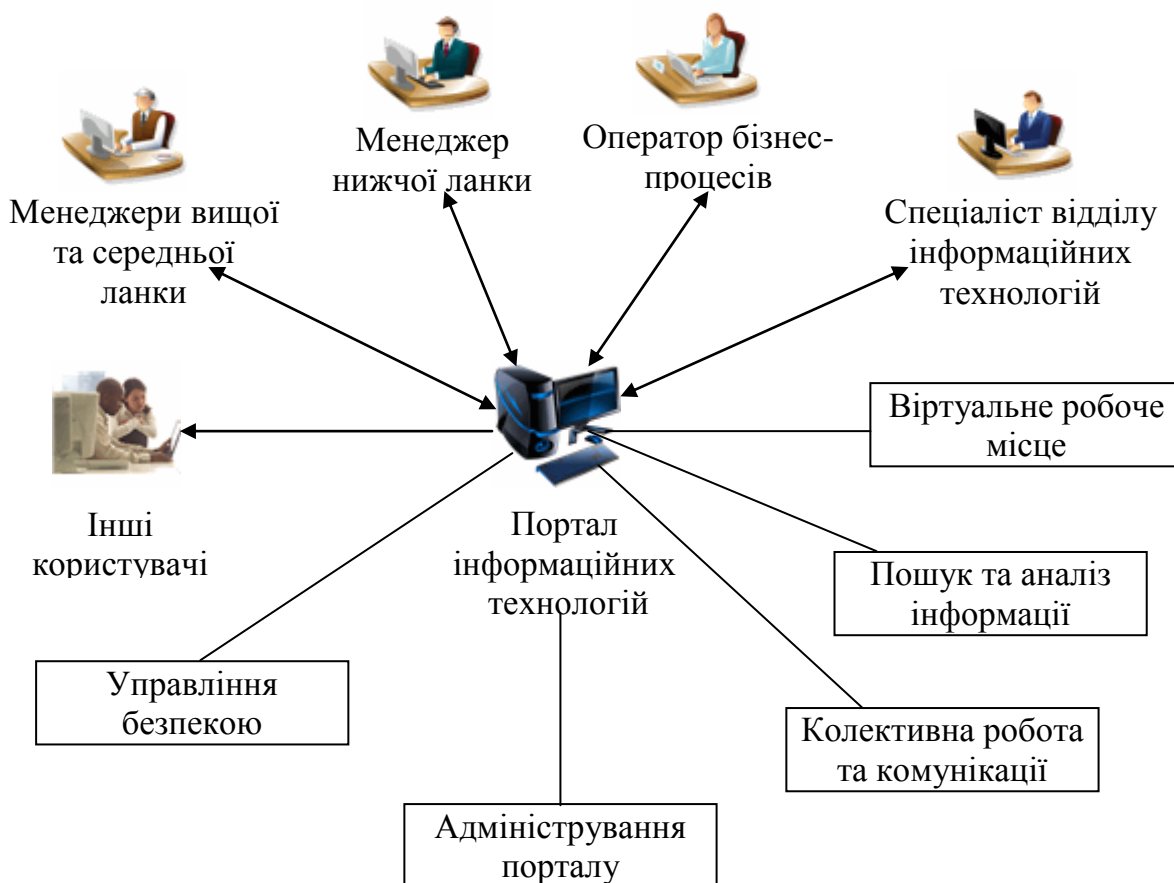 Менеджер
нижчої ланки
Оператор бізнес-
процесів
Менеджери вищої
та середньої
ланки
Спеціаліст відділу
інформаційних
технологій
Віртуальне робоче
місце
Інші
користувачі
Портал
інформаційних
технологій
Пошук та аналіз
інформації
Управління
безпекою
Колективна робота
та комунікації
Адміністрування
порталу